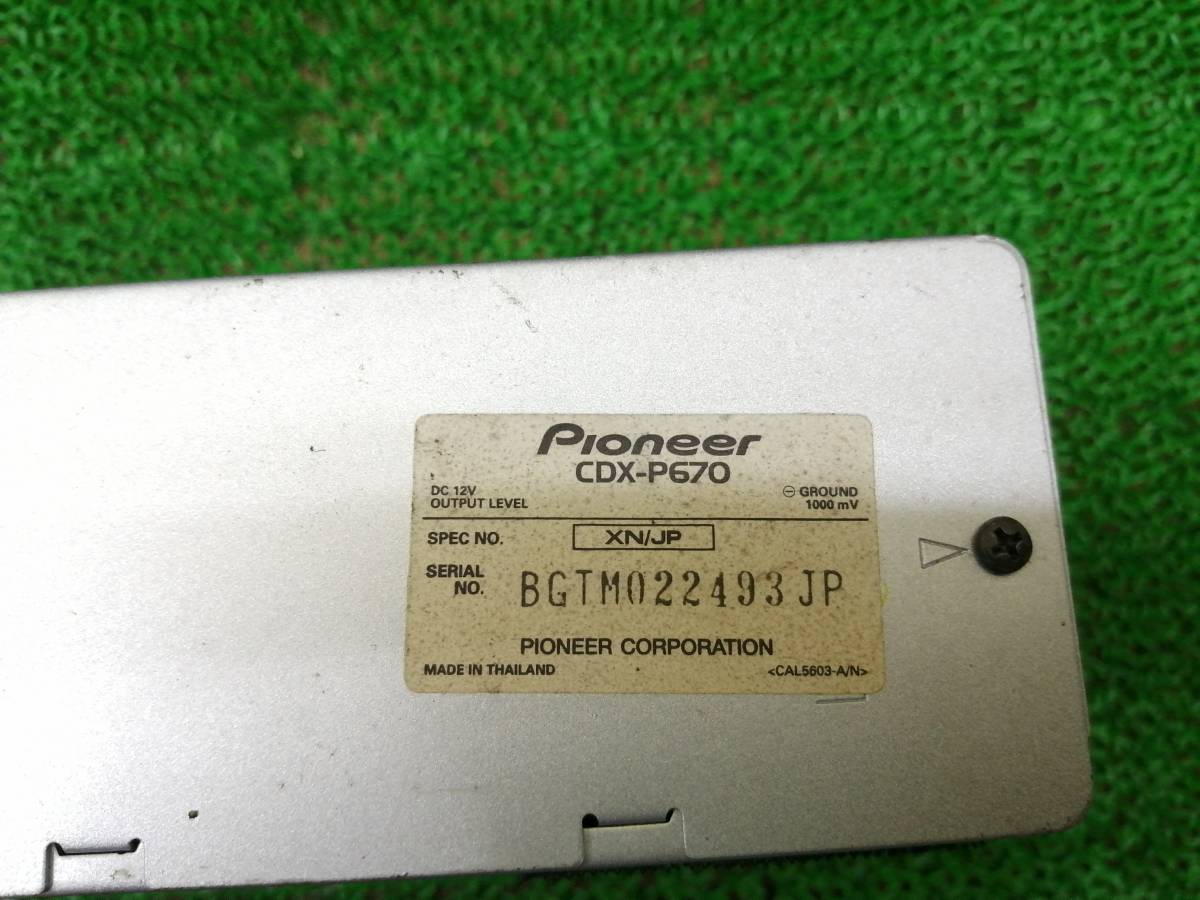 Pioneer
CDX-P670
DC 12V ⊖ GROUND
OUTPUT LEVEL 1000 mV
SPEC NO. XN/JP
SERIAL NO. BGTM022493JP
PIONEER CORPORATION
MADE IN THAILAND <CAL5603-A/N>